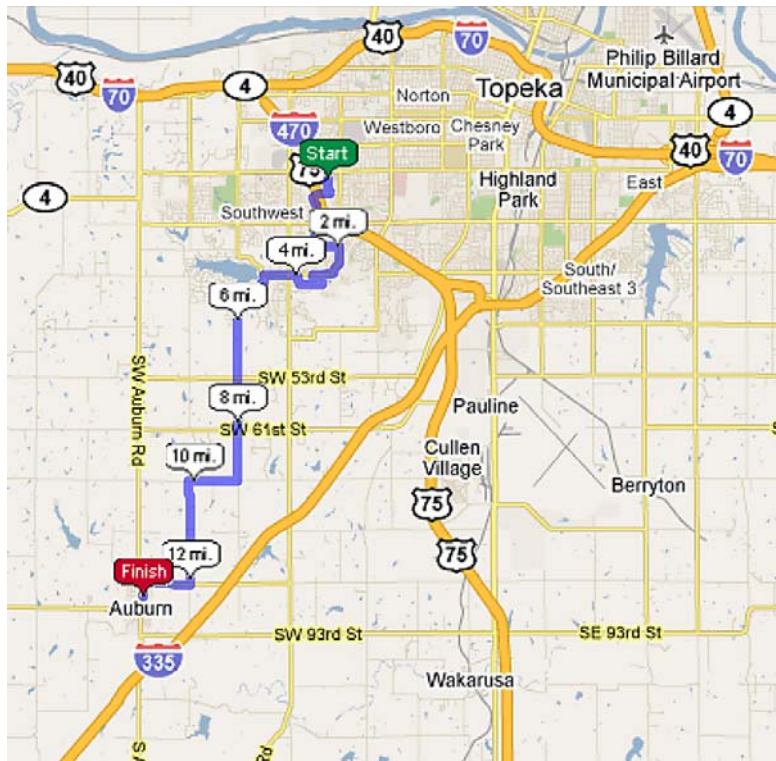 40
70
Philip Billard
Municipal Airport
40
70
4
Topeka
Norton
470
Westboro
Chesney
Park
4
Start
75
40
70
4
Highland
Park
East
Southwest
2 mi.
4 mi.
South/
Southeast 3
6 mi.
SW Auburn Rd
SW 53rd St
8 mi.
Pauline
SW 61st St
10 mi.
Cullen
Village
Berryton
75
12 mi.
75
Finish
Auburn
SW 93rd St
SE 93rd St
335
Wakarusa
S A
Rd